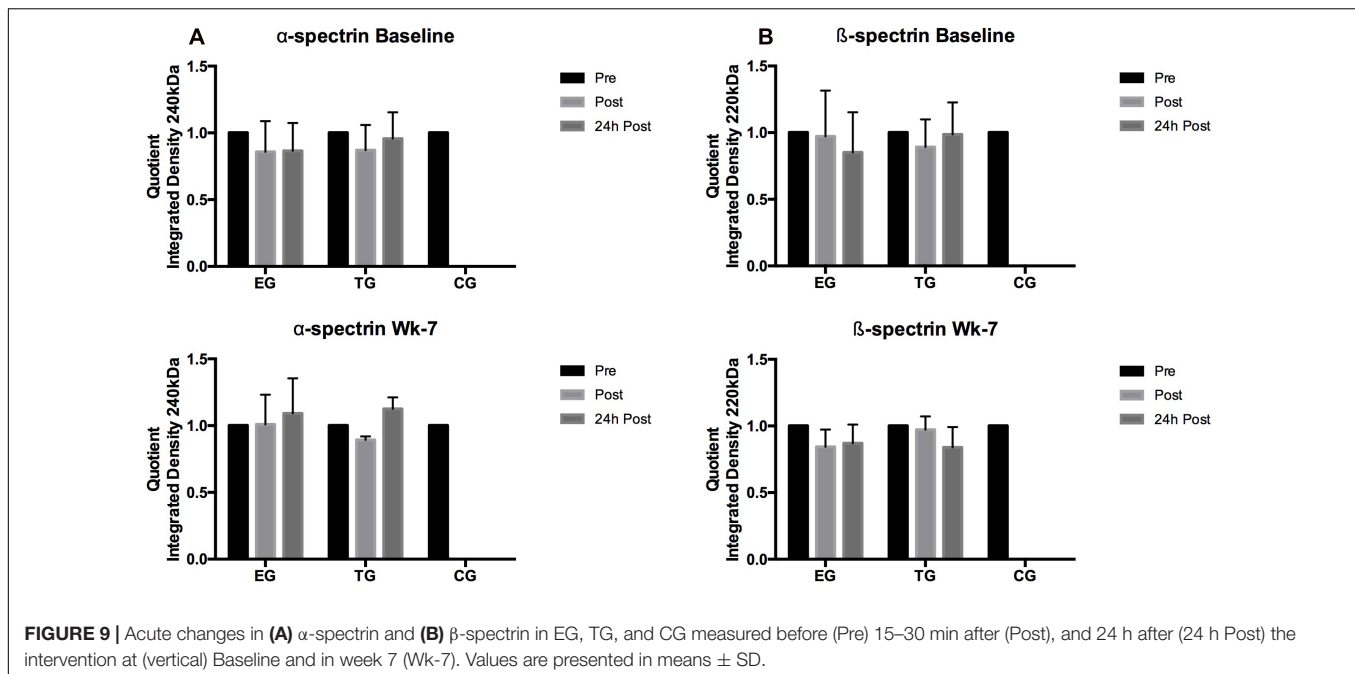 A
α-spectrin Baseline
Quotient
Integrated Density 240kDa
1.5
1.0
0.5
0.0
EG
TG
CG
Pre
Post
24h Post
B
ß-spectrin Baseline
Quotient
Integrated Density 220kDa
1.5
1.0
0.5
0.0
EG
TG
CG
Pre
Post
24h Post
α-spectrin Wk-7
Quotient
Integrated Density 240kDa
1.5
1.0
0.5
0.0
EG
TG
CG
Pre
Post
24h Post
ß-spectrin Wk-7
Quotient
Integrated Density 220kDa
1.5
1.0
0.5
0.0
EG
TG
CG
Pre
Post
24h Post
FIGURE 9 | Acute changes in (A) α-spectrin and (B) β-spectrin in EG, TG, and CG measured before (Pre) 15–30 min after (Post), and 24 h after (24 h Post) the
intervention at (vertical) Baseline and in week 7 (Wk-7). Values are presented in means ± SD.